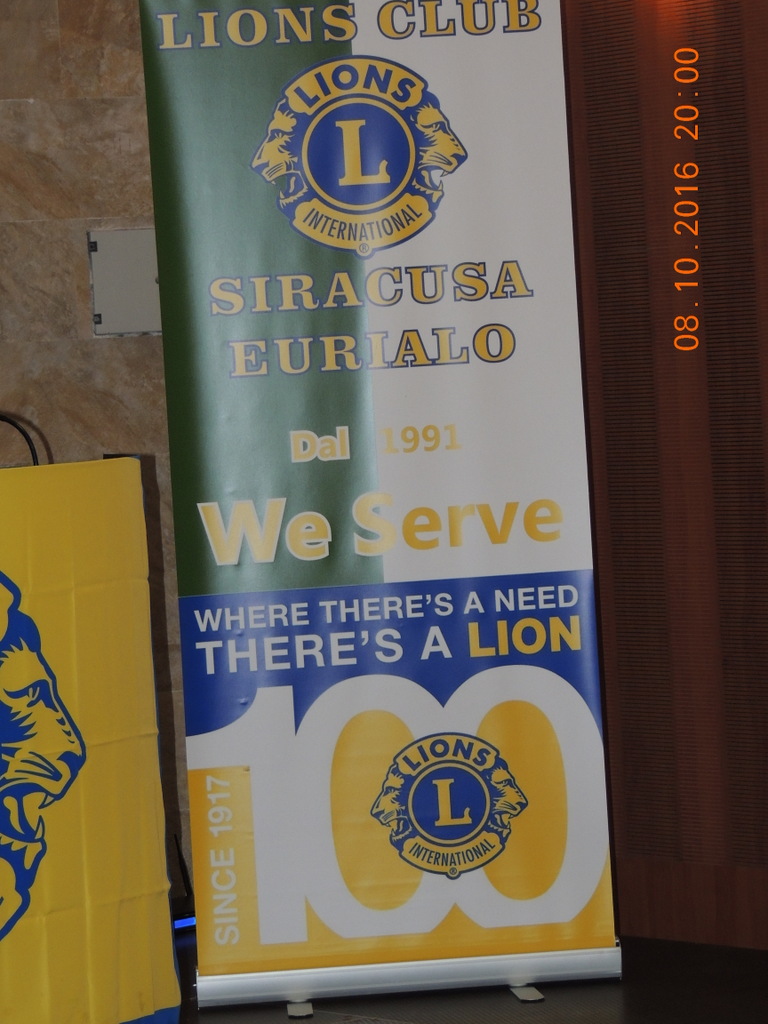 LIONS CLUB
LIONS
L
INTERNATIONAL
®
SIRACUSA
EURIALO
Dal 1991
We Serve
WHERE THERE'S A NEED
THERE'S A LION
100
SINCE 1917
LIONS
L
INTERNATIONAL
®
08.10.2016 20:00